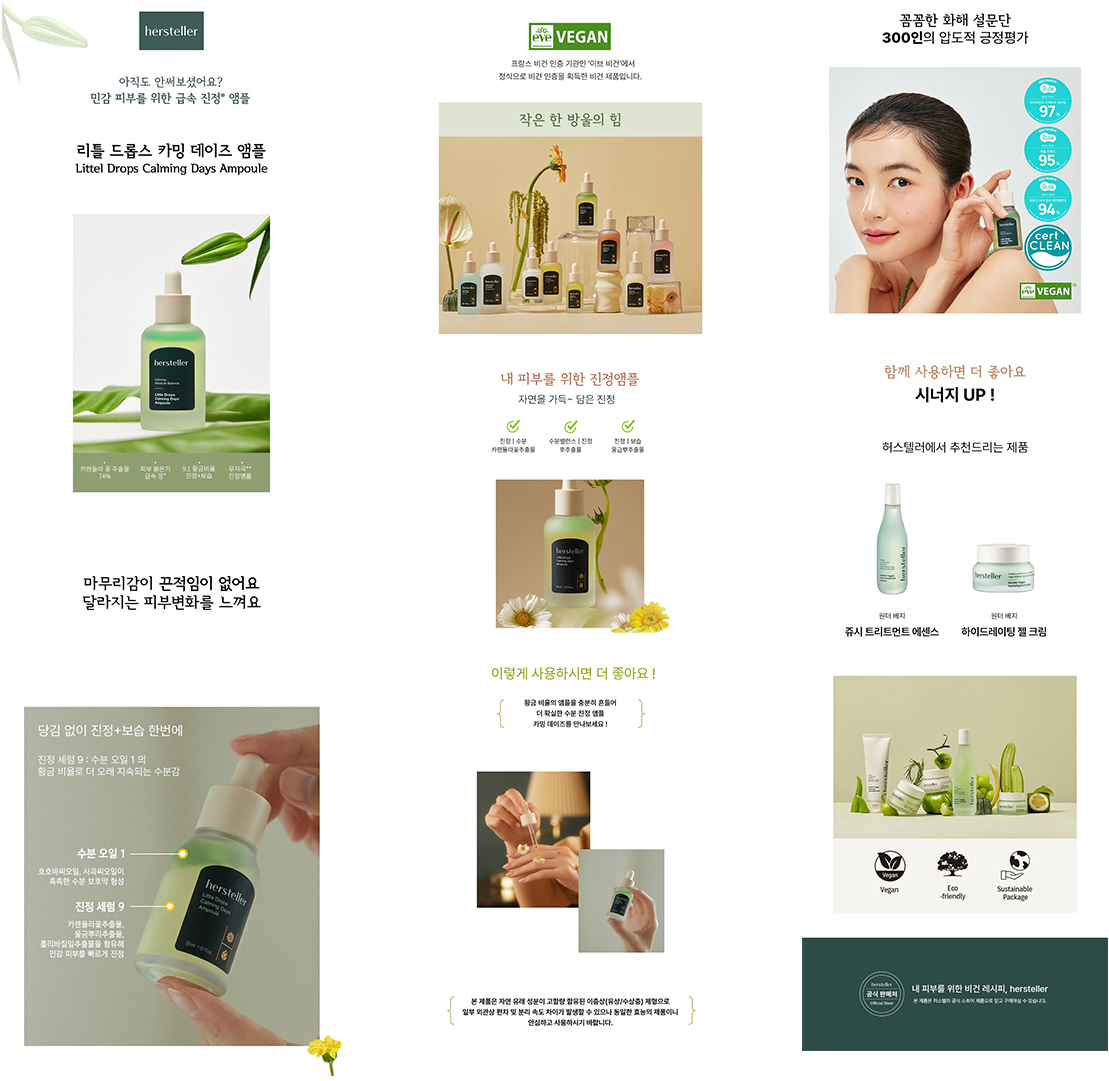 hersteller
아직도 안써보셨어요?
민감 피부를 위한 급속 진정* 앰플
리틀 드롭스 카밍 데이즈 앰플
Littel Drops Calming Days Ampoule
hersteller
Calming
Moisture Balance
Little Drops
Calming Days
Ampoule
카렌듈라 꽃 추출물
74%
피부 붉은기
급속 정*
9:1 황금비율
진정+보습
무자극**
진정앰플
마무리감이 끈적임이 없어요
달라지는 피부변화를 느껴요
당김 없이 진정+보습 한번에
진정 세럼 9 : 수분 오일 1 의
황금 비율로 더 오래 지속되는 수분감
수분 오일 1
호호바씨오일, 사과씨오일이
촉촉한 수분 보호막 형성
진정 세럼 9
카렌듈라꽃추출물,
울금뿌리추출물,
홀리바질잎추출물을 함유해
민감 피부를 빠르게 진정
hersteller
Little Drops
Calming Days
Ampoule
30ml 1.01fl.oz
eve VEGAN
프랑스 비건 인증 기관인 '이브 비건'에서
정식으로 비건 인증을 획득한 비건 제품입니다.
작은 한 방울의 힘
내 피부를 위한 진정앰플
자연을 가득~ 담은 진정
진정 | 수분
카렌듈라꽃추출물
수분밸런스 | 진정
호추출물
진정 | 보습
울금뿌추출물
hersteller
Little Drops
Calming Days
Ampoule
이렇게 사용하시면 더 좋아요 !
황금 비율의 앰플을 충분히 흔들어
더 확실한 수분 진정 앰플
카밍 데이즈를 만나보세요 !
본 제품은 자연 유래 성분이 고함량 함유된 이층상(유상/수상층) 제형으로
일부 외관상 편차 및 분리 속도 차이가 발생할 수 있으나 동일한 효능의 제품이니
안심하고 사용하시기 바랍니다.
꼼꼼한 화해 설문단
300인의 압도적 긍정평가
97%
95%
94%
cert
CLEAN
hersteller
eve VEGAN
함께 사용하면 더 좋아요
시너지 UP !
허스텔러에서 추천드리는 제품
hersteller
hersteller
원더 베지
쥬시 트리트먼트 에센스
원더 베지
하이드레이팅 젤 크림
hersteller
Vegan
Vegan
Eco
-friendly
Sustainable
Package
hersteller
공식 판매처
Official Store
내 피부를 위한 비건 레시피, hersteller
본 제품은 허스텔러 공식 스토어 제품으로 믿고 구매하실 수 있습니다.